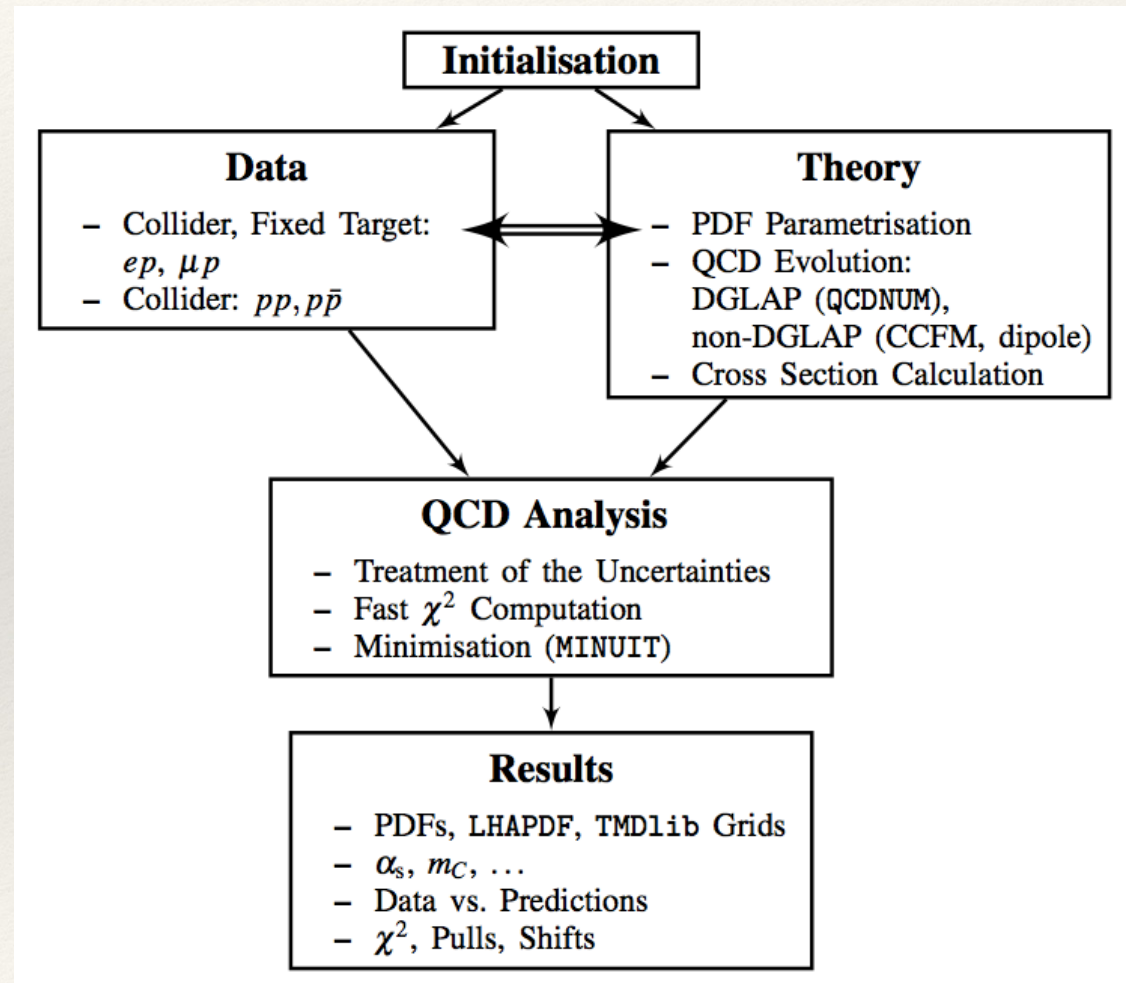 Initialisation
Data
– Collider, Fixed Target:
ep, μp
– Collider: pp, pp̄
Theory
– PDF Parametrisation
– QCD Evolution:
DGLAP (QCDNUM),
non-DGLAP (CCFM, dipole)
– Cross Section Calculation
QCD Analysis
– Treatment of the Uncertainties
– Fast χ² Computation
– Minimisation (MINUIT)
Results
– PDFs, LHAPDF, TMDlib Grids
– αₛ, m_C, …
– Data vs. Predictions
– χ², Pulls, Shifts